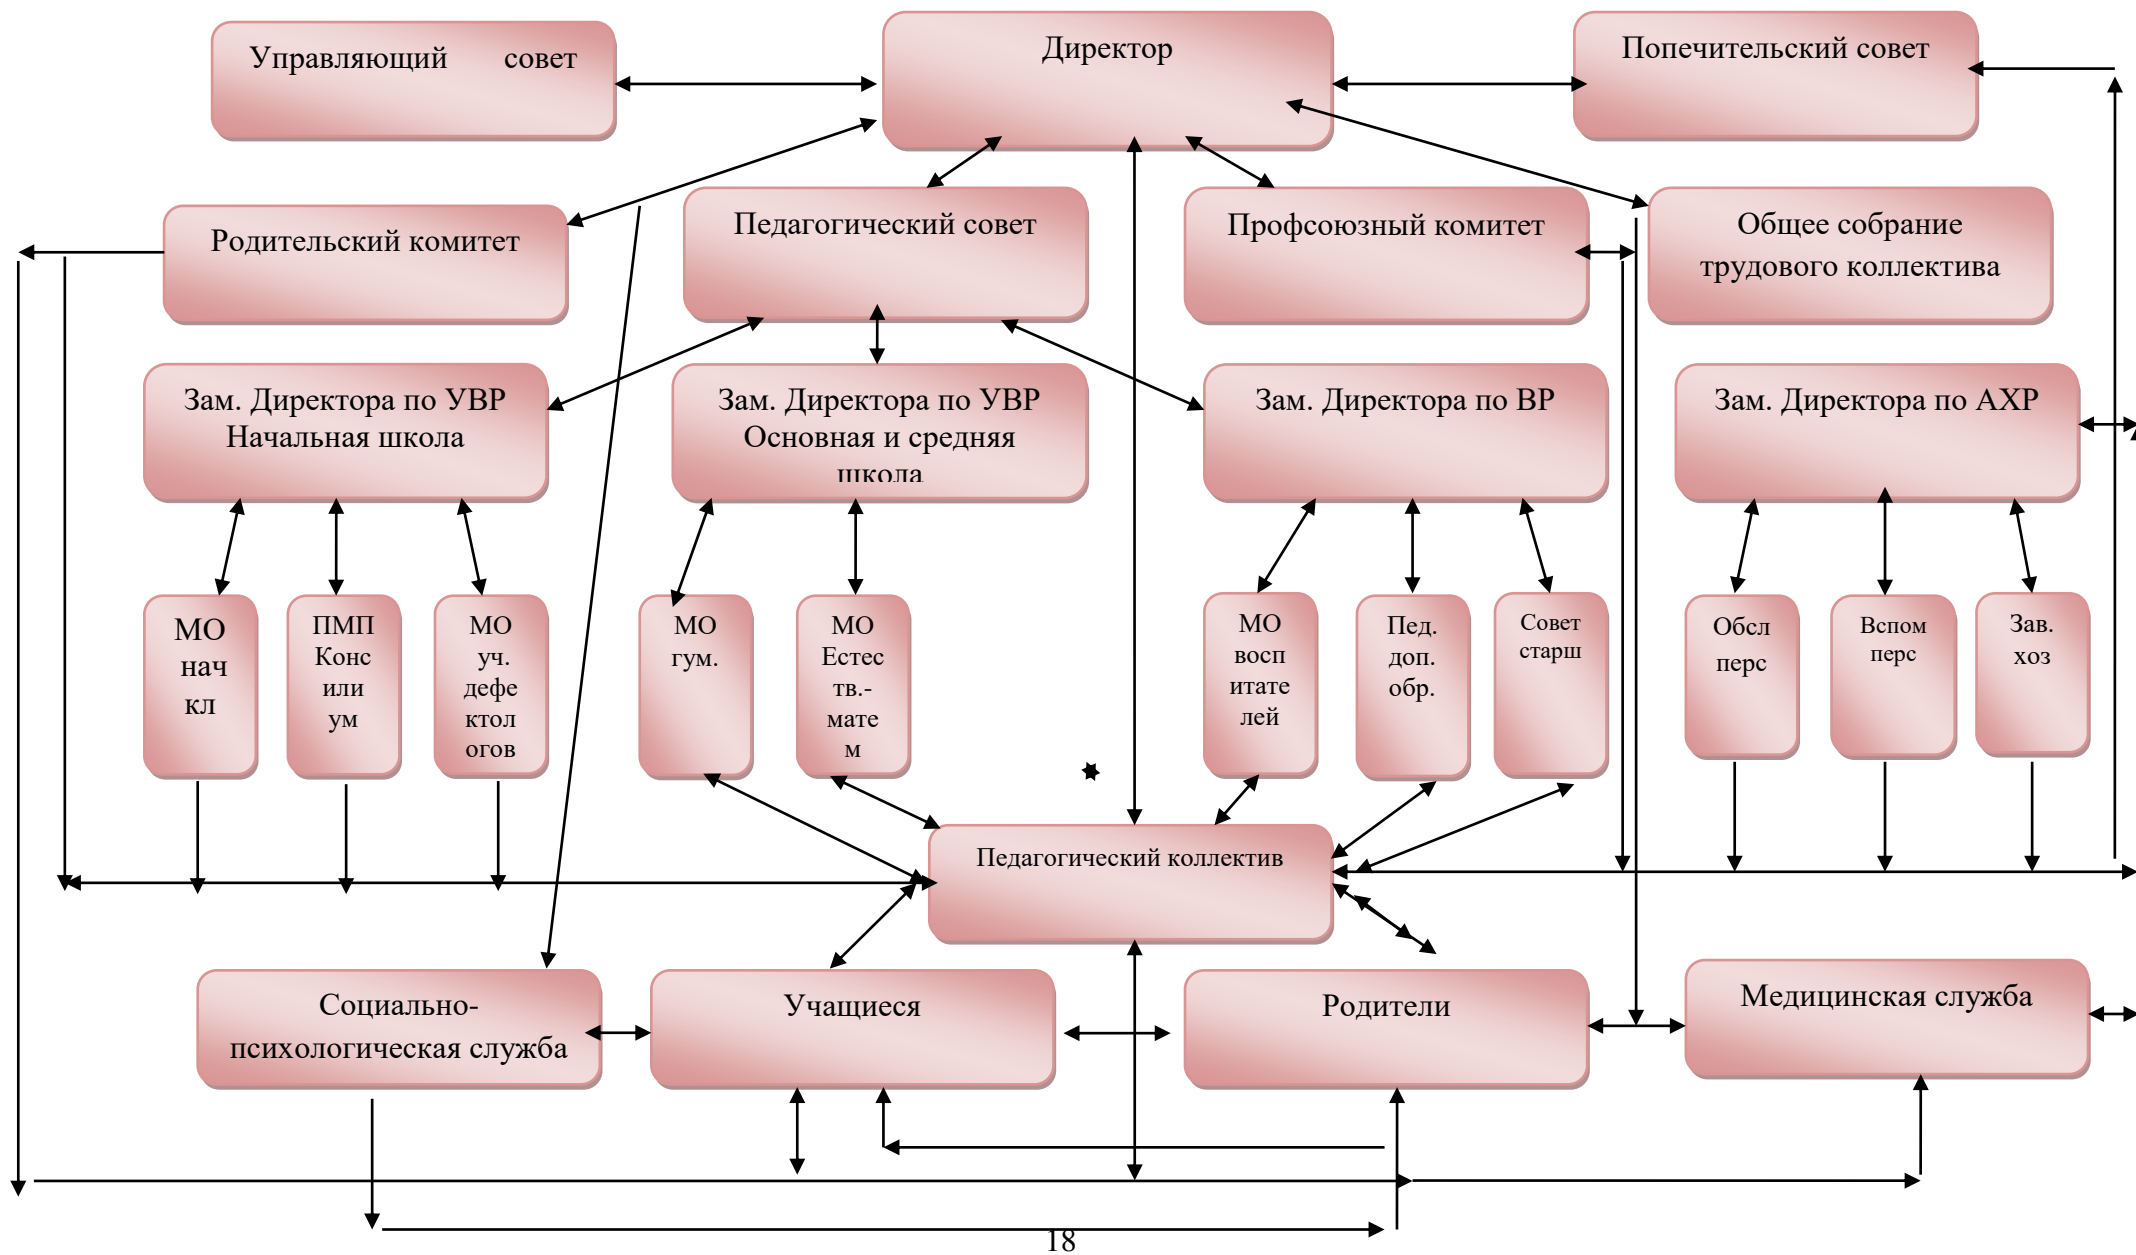 Управляющий совет
Директор
Попечительский совет
Родительский комитет
Педагогический совет
Профсоюзный комитет
Общее собрание
трудового коллектива
Зам. Директора по УВР
Начальная школа
Зам. Директора по УВР
Основная и средняя
школа
Зам. Директора по ВР
Зам. Директора по АХР
МО
нач
кл
ПМП
Конс
или
ум
МО
уч.
дефе
ктол
огов
МО
гум.
МО
Естес
тв.-
мате
м
МО
восп
итате
лей
Пед.
доп.
обр.
Совет
старш
Обсл
перс
Вспом
перс
Зав.
хоз
Педагогический коллектив
Социально-
психологическая служба
Учащиеся
Родители
Медицинская служба
18